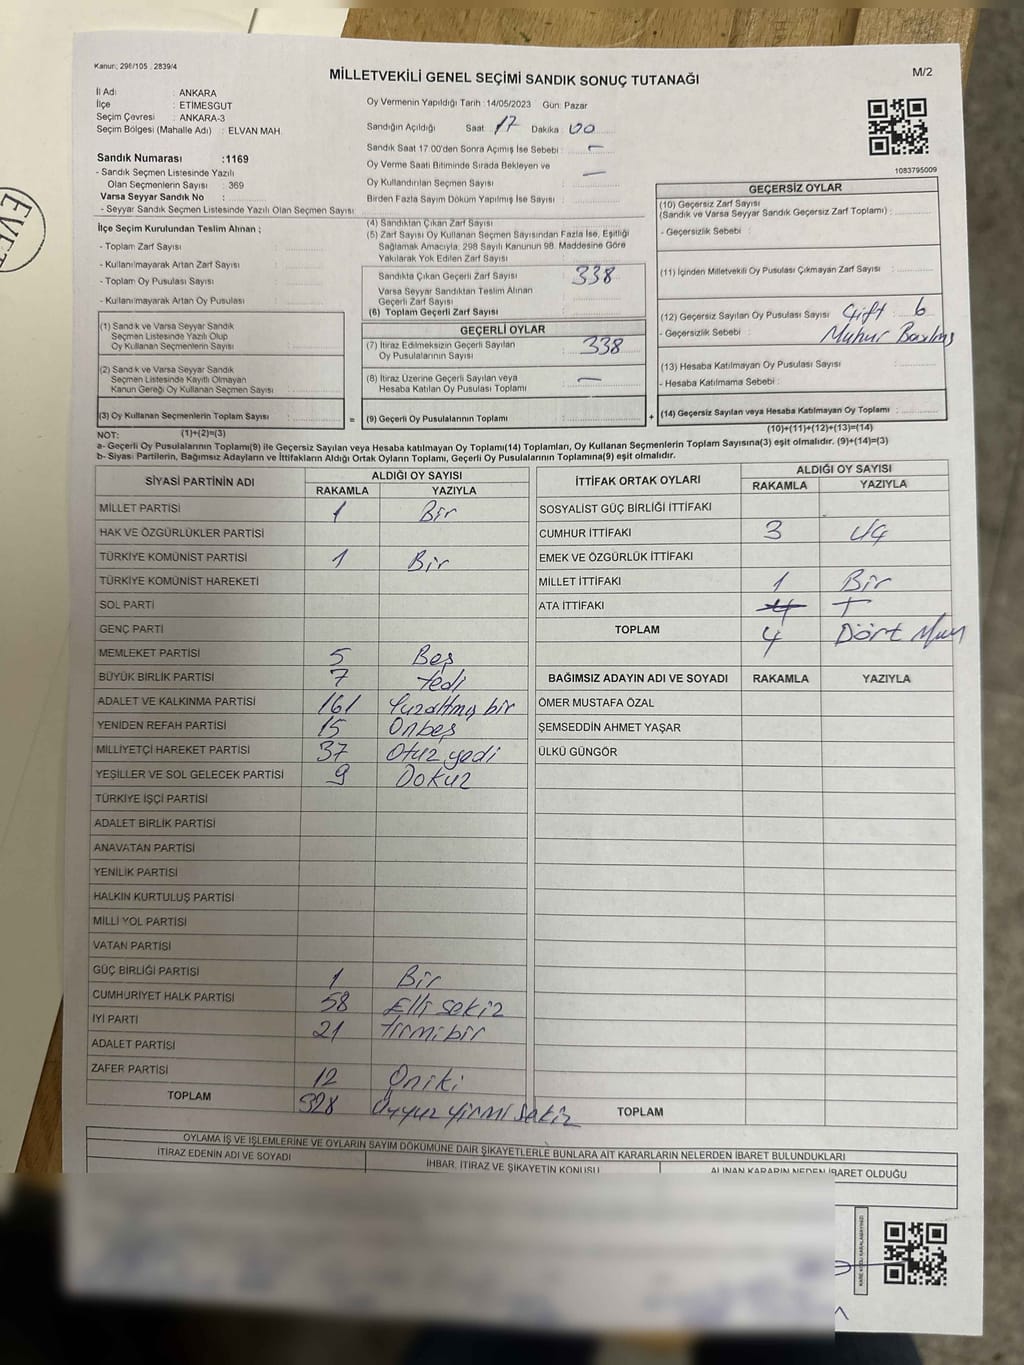 Kanun: 298/105 , 2839/4
MİLLETVEKİLİ GENEL SEÇİMİ SANDIK SONUÇ TUTANAĞI
M/2
İl Adı : ANKARA
İlçe : ETİMESGUT
Seçim Çevresi : ANKARA-3
Seçim Bölgesi (Mahalle Adı) : ELVAN MAH.
Sandık Numarası :1169
- Sandık Seçmen Listesinde Yazılı
Olan Seçmenlerin Sayısı : 369
Varsa Seyyar Sandık No :
- Seyyar Sandık Seçmen Listesinde Yazılı Olan Seçmen Sayısı
Oy Vermenin Yapıldığı Tarih : 14/05/2023 Gün: Pazar
Sandığın Açıldığı Saat : 17 Dakika : 00
Sandık Saat 17:00'den Sonra Açılmış İse Sebebi : –
Oy Verme Saati Bitiminde Sırada Bekleyen ve
Oy Kullandırılan Seçmen Sayısı : –
Birden Fazla Sayım Döküm Yapılmış İse Sayısı :
1083795009
İlçe Seçim Kurulundan Teslim Alınan ;
- Toplam Zarf Sayısı
- Kullanılmayarak Artan Zarf Sayısı
- Toplam Oy Pusulası Sayısı
- Kullanılmayarak Artan Oy Pusulası
(1) Sandık ve Varsa Seyyar Sandık
Seçmen Listesinde Yazılı Olup
Oy Kullanan Seçmenlerin Sayısı
(2) Sandık ve Varsa Seyyar Sandık
Seçmen Listesinde Kayıtlı Olmayan
Kanun Gereği Oy Kullanan Seçmen Sayısı
(3) Oy Kullanan Seçmenlerin Toplam Sayısı :
(1)+(2)=(3)
(4) Sandıktan Çıkan Zarf Sayısı
(5) Zarf Sayısı Oy Kullanan Seçmen Sayısından Fazla İse, Eşitliği
Sağlamak Amacıyla; 298 Sayılı Kanunun 98. Maddesine Göre
Yakılarak Yok Edilen Zarf Sayısı
Sandıkta Çıkan Geçerli Zarf Sayısı : 338
Varsa Seyyar Sandıktan Teslim Alınan
Geçerli Zarf Sayısı
(6) Toplam Geçerli Zarf Sayısı
GEÇERLİ OYLAR
(7) İtiraz Edilmeksizin Geçerli Sayılan
Oy Pusulalarının Sayısı : 338
(8) İtiraz Üzerine Geçerli Sayılan veya
Hesaba Katılan Oy Pusulası Toplamı : –
= (9) Geçerli Oy Pusulalarının Toplamı :
GEÇERSİZ OYLAR
(10) Geçersiz Zarf Sayısı
(Sandık ve Varsa Seyyar Sandık Geçersiz Zarf Toplamı) :
- Geçersizlik Sebebi :
(11) İçinden Milletvekili Oy Pusulası Çıkmayan Zarf Sayısı
(12) Geçersiz Sayılan Oy Pusulası Sayısı : Çift 6
- Geçersizlik Sebebi : Muhur Basılmış
(13) Hesaba Katılmayan Oy Pusulası Sayısı
- Hesaba Katılmama Sebebi :
+ (14) Geçersiz Sayılan veya Hesaba Katılmayan Oy Toplamı :
(10)+(11)+(12)+(13)=(14)
NOT:
a- Geçerli Oy Pusulalarının Toplamı(9) ile Geçersiz Sayılan veya Hesaba katılmayan Oy Toplamı(14) Toplamları, Oy Kullanan Seçmenlerin Toplam Sayısına(3) eşit olmalıdır. (9)+(14)=(3)
b- Siyasi Partilerin, Bağımsız Adayların ve İttifakların Aldığı Ortak Oyların Toplamı, Geçerli Oy Pusulalarının Toplamına(9) eşit olmalıdır.
SİYASİ PARTİNİN ADI ALDIĞI OY SAYISI
RAKAMLA YAZIYLA
MİLLET PARTİSİ 1 Bir
HAK VE ÖZGÜRLÜKLER PARTİSİ
TÜRKİYE KOMÜNİST PARTİSİ 1 Bir
TÜRKİYE KOMÜNİST HAREKETİ
SOL PARTİ
GENÇ PARTİ
MEMLEKET PARTİSİ 5 Beş
BÜYÜK BİRLİK PARTİSİ 7 Yedi
ADALET VE KALKINMA PARTİSİ 161 Yüzaltmış bir
YENİDEN REFAH PARTİSİ 15 Onbeş
MİLLİYETÇİ HAREKET PARTİSİ 37 Otuz yedi
YEŞİLLER VE SOL GELECEK PARTİSİ 9 Dokuz
TÜRKİYE İŞÇİ PARTİSİ
ADALET BİRLİK PARTİSİ
ANAVATAN PARTİSİ
YENİLİK PARTİSİ
HALKIN KURTULUŞ PARTİSİ
MİLLİ YOL PARTİSİ
VATAN PARTİSİ
GÜÇ BİRLİĞİ PARTİSİ 1 Bir
CUMHURİYET HALK PARTİSİ 58 Elli sekiz
İYİ PARTİ 21 Yirmibir
ADALET PARTİSİ
ZAFER PARTİSİ 12 Oniki
TOPLAM 328 Üçyüz yirmi sekiz
İTTİFAK ORTAK OYLARI ALDIĞI OY SAYISI
RAKAMLA YAZIYLA
SOSYALİST GÜÇ BİRLİĞİ İTTİFAKI
CUMHUR İTTİFAKI 3 Üç
EMEK VE ÖZGÜRLÜK İTTİFAKI
MİLLET İTTİFAKI 1 Bir
ATA İTTİFAKI
TOPLAM 4 Dört
BAĞIMSIZ ADAYIN ADI VE SOYADI RAKAMLA YAZIYLA
ÖMER MUSTAFA ÖZAL
ŞEMSEDDİN AHMET YAŞAR
ÜLKÜ GÜNGÖR
TOPLAM
OYLAMA İŞ VE İŞLEMLERİNE VE OYLARIN SAYIM DÖKÜMÜNE DAİR ŞİKAYETLERLE BUNLARA AİT KARARLARIN NELERDEN İBARET BULUNDUKLARI
İTİRAZ EDENİN ADI VE SOYADI İHBAR, İTİRAZ VE ŞİKAYETİN KONUSU ALINAN KARARIN NEDEN İBARET OLDUĞU